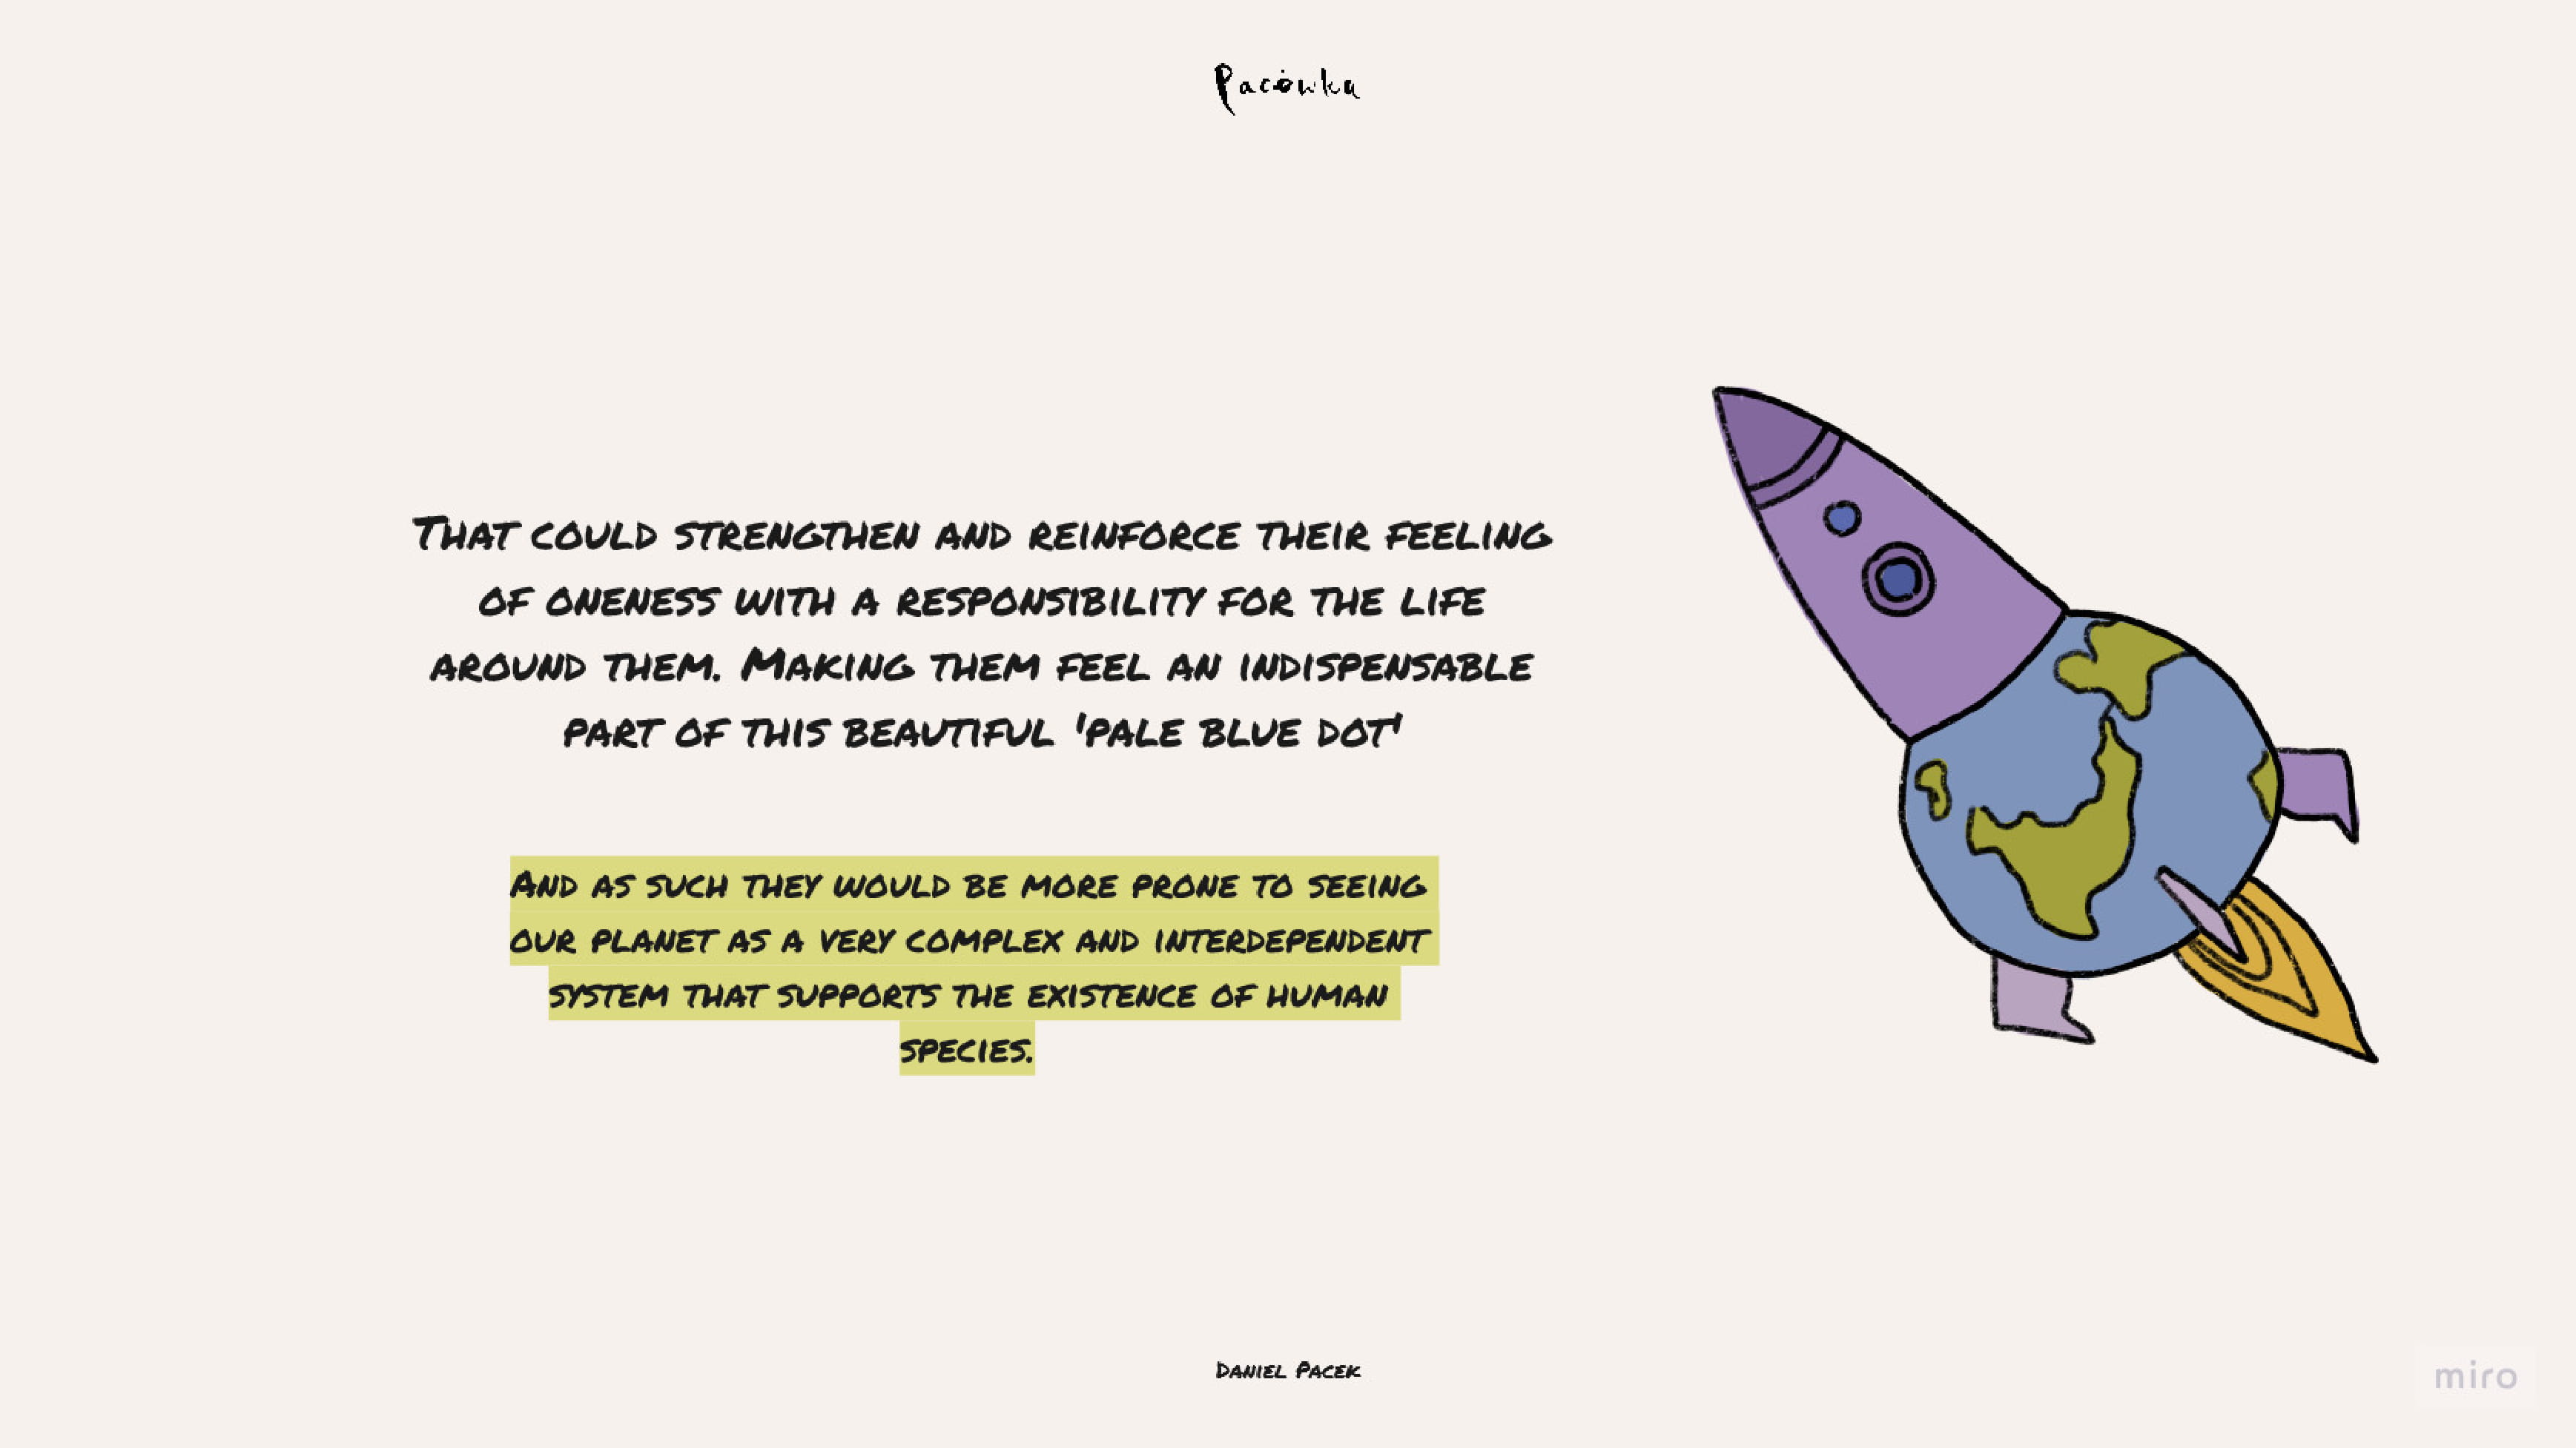 Pacówka
That could strengthen and reinforce their feeling
of oneness with a responsibility for the life
around them. Making them feel an indispensable
part of this beautiful 'pale blue dot'
And as such they would be more prone to seeing
our planet as a very complex and interdependent
system that supports the existence of human
species.
Daniel Pacek
miro